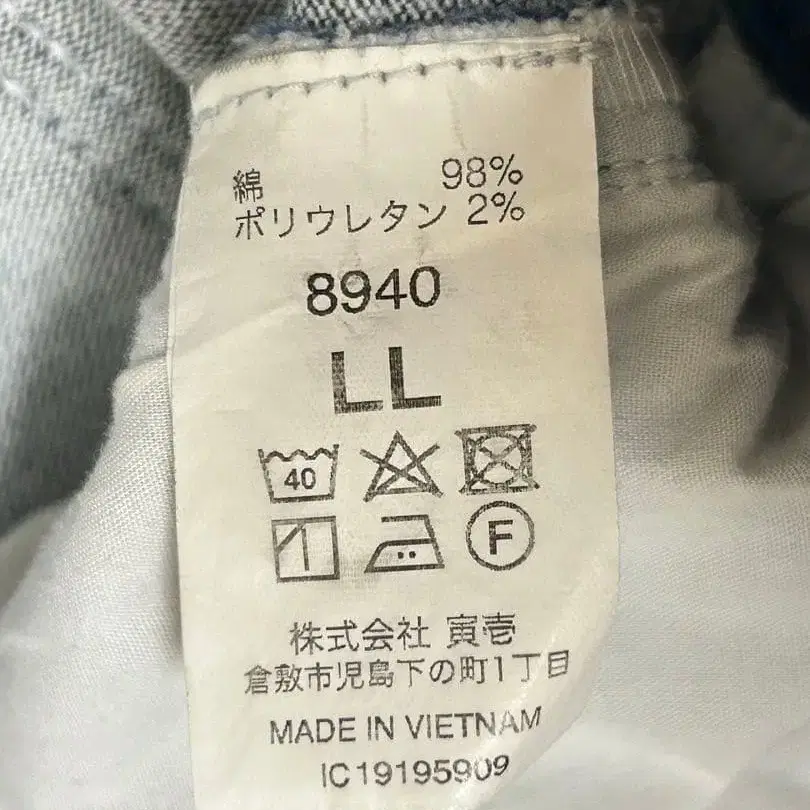 綿 98%
ポリウレタン 2%
8940
LL
40
F
株式会社 寅壱
倉敷市児島下の町1丁目
MADE IN VIETNAM
IC19195909